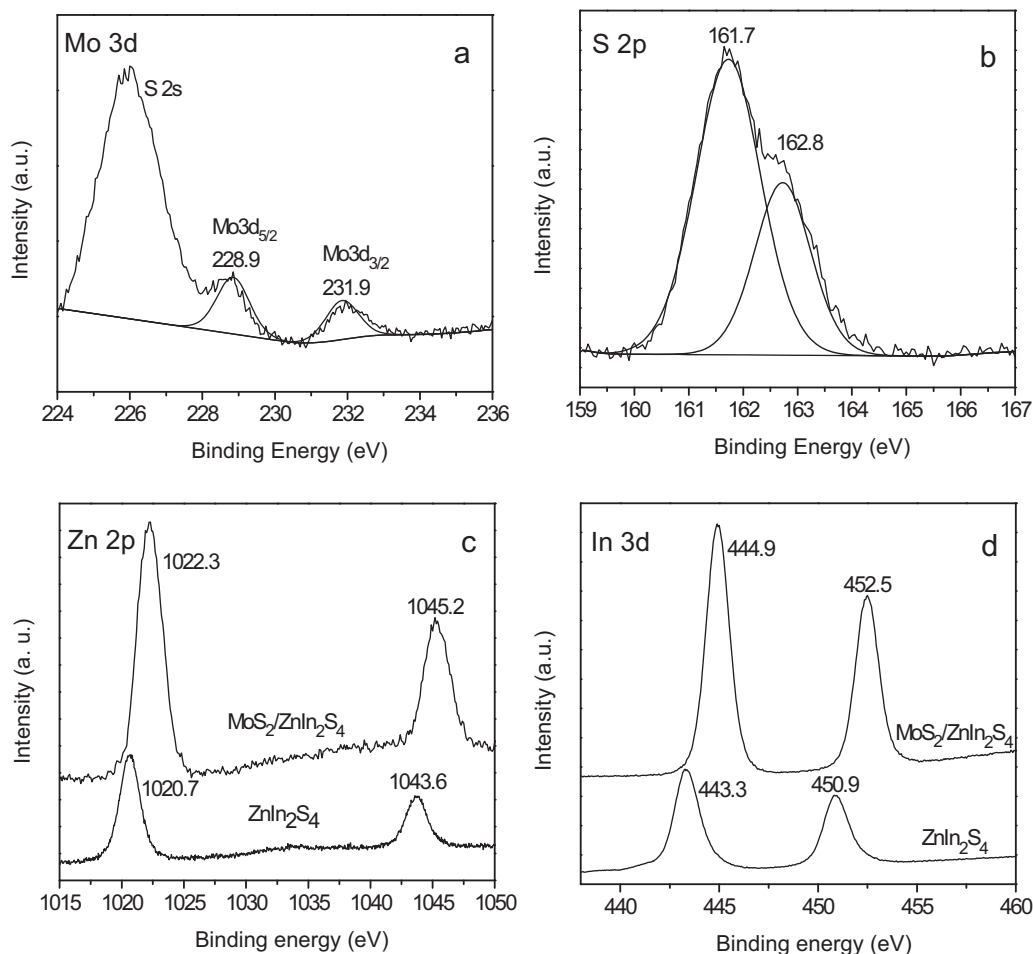 Mo 3d
a
S 2s
Mo3d5/2
228.9
Mo3d3/2
231.9
Intensity (a.u.)
224 226 228 230 232 234 236
Binding Energy (eV)
S 2p
b
161.7
162.8
Intensity (a.u.)
159 160 161 162 163 164 165 166 167
Binding Energy (eV)
Zn 2p
c
1022.3
1045.2
MoS2/ZnIn2S4
1020.7
1043.6
ZnIn2S4
Intensity (a. u.)
1015 1020 1025 1030 1035 1040 1045 1050
Binding energy (eV)
In 3d
d
444.9
452.5
MoS2/ZnIn2S4
443.3
450.9
ZnIn2S4
Intensity (a.u.)
440 445 450 455 460
Binding energy (eV)